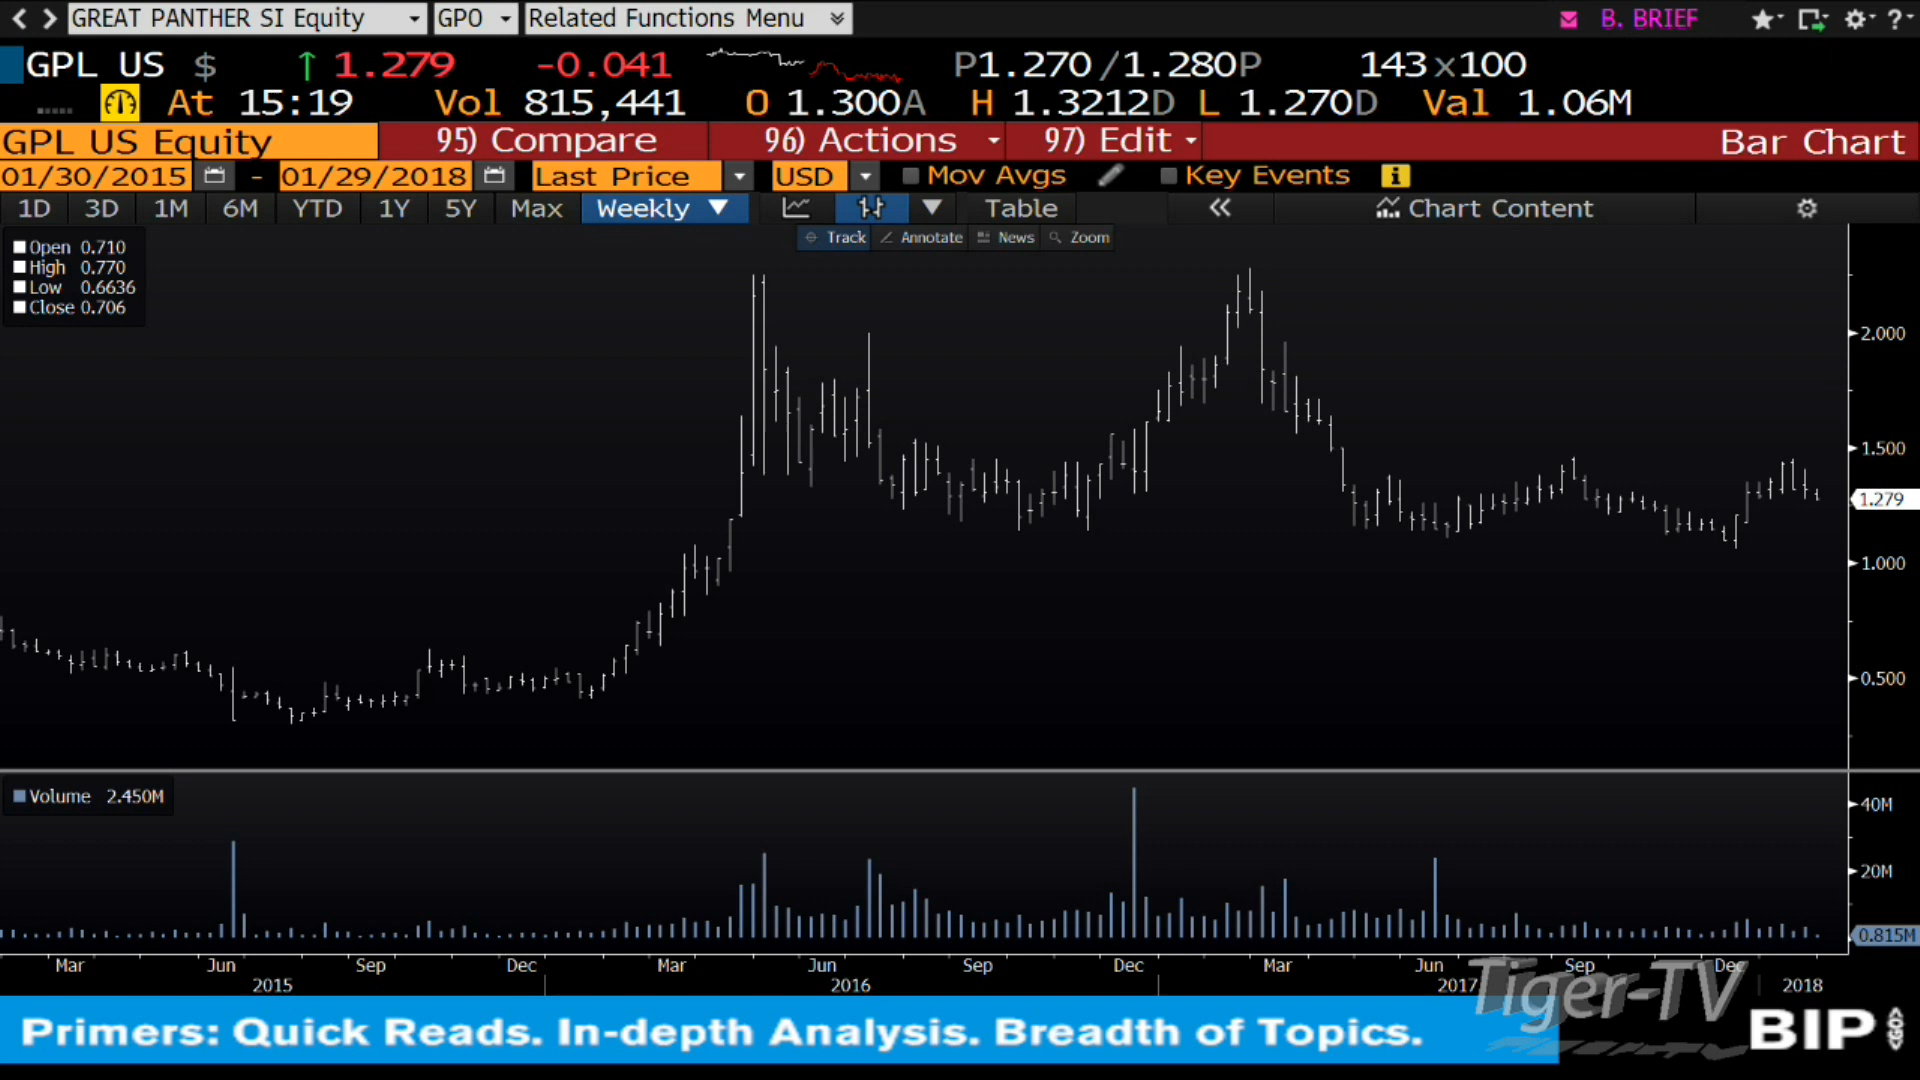 GREAT PANTHER SI Equity GPO Related Functions Menu B. BRIEF ?
GPL US $ ↑ 1.279 -0.041 P1.270 /1.280P 143x100
At 15:19 Vol 815,441 O 1.300A H 1.3212D L 1.270D Val 1.06M
GPL US Equity 95) Compare 96) Actions 97) Edit Bar Chart
01/30/2015 - 01/29/2018 Last Price USD Mov Avgs Key Events i
1D 3D 1M 6M YTD 1Y 5Y Max Weekly ▼ Table « Chart Content
Track Annotate News Zoom
Open 0.710
High 0.770
Low 0.6636
Close 0.706
2.000
1.500
1.279
1.000
0.500
Volume 2.450M
40M
20M
0.815M
Mar Jun Sep Dec Mar Jun Sep Dec Mar Jun Sep Dec
2015 2016 2017 2018
Tiger-TV
Primers: Quick Reads. In-depth Analysis. Breadth of Topics.
BIP